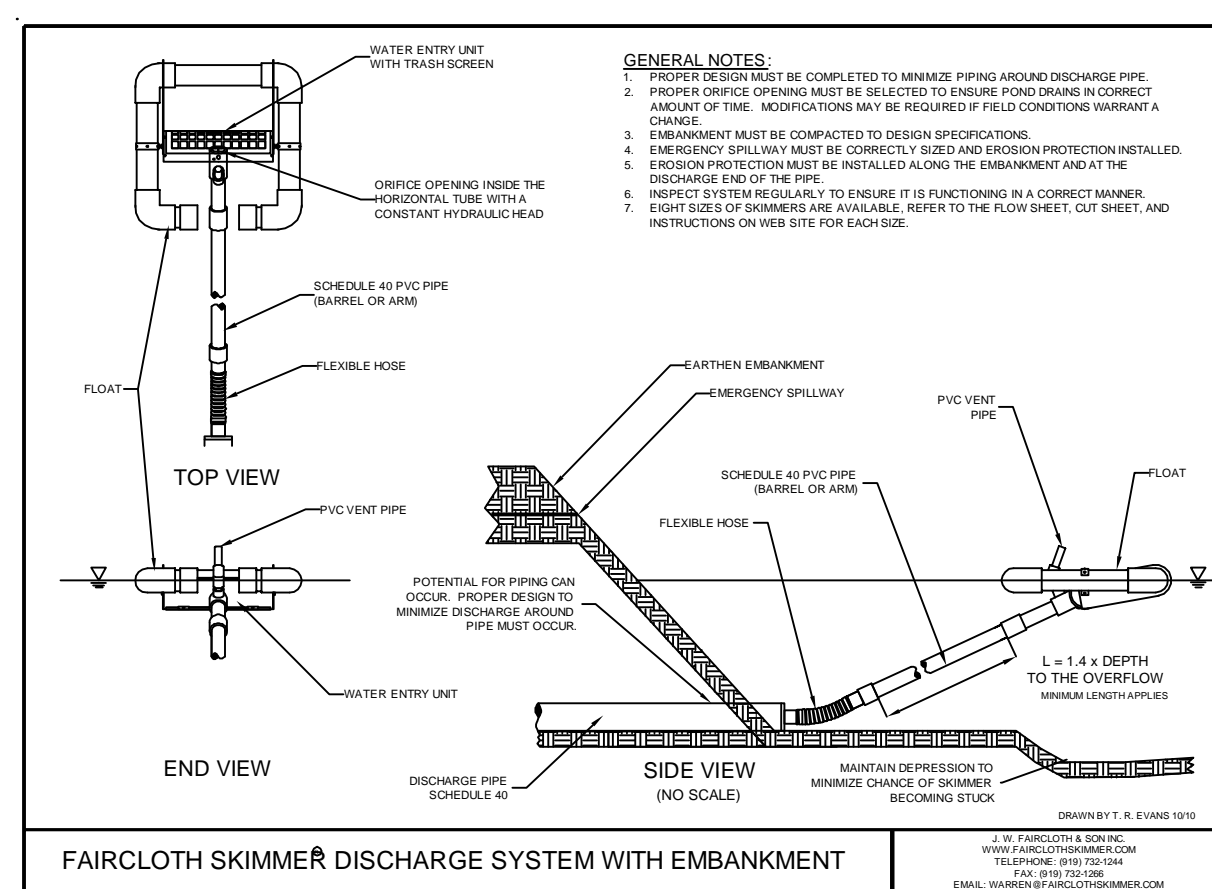 WATER ENTRY UNIT
WITH TRASH SCREEN
ORIFICE OPENING INSIDE THE
HORIZONTAL TUBE WITH A
CONSTANT HYDRAULIC HEAD
SCHEDULE 40 PVC PIPE
(BARREL OR ARM)
FLEXIBLE HOSE
FLOAT
TOP VIEW
PVC VENT PIPE
WATER ENTRY UNIT
END VIEW
GENERAL NOTES:
1. PROPER DESIGN MUST BE COMPLETED TO MINIMIZE PIPING AROUND DISCHARGE PIPE.
2. PROPER ORIFICE OPENING MUST BE SELECTED TO ENSURE POND DRAINS IN CORRECT
AMOUNT OF TIME. MODIFICATIONS MAY BE REQUIRED IF FIELD CONDITIONS WARRANT A
CHANGE.
3. EMBANKMENT MUST BE COMPACTED TO DESIGN SPECIFICATIONS.
4. EMERGENCY SPILLWAY MUST BE CORRECTLY SIZED AND EROSION PROTECTION INSTALLED.
5. EROSION PROTECTION MUST BE INSTALLED ALONG THE EMBANKMENT AND AT THE
DISCHARGE END OF THE PIPE.
6. INSPECT SYSTEM REGULARLY TO ENSURE IT IS FUNCTIONING IN A CORRECT MANNER.
7. EIGHT SIZES OF SKIMMERS ARE AVAILABLE, REFER TO THE FLOW SHEET, CUT SHEET, AND
INSTRUCTIONS ON WEB SITE FOR EACH SIZE.
EARTHEN EMBANKMENT
EMERGENCY SPILLWAY
PVC VENT
PIPE
SCHEDULE 40 PVC PIPE
(BARREL OR ARM)
FLOAT
FLEXIBLE HOSE
POTENTIAL FOR PIPING CAN
OCCUR. PROPER DESIGN TO
MINIMIZE DISCHARGE AROUND
PIPE MUST OCCUR.
L = 1.4 x DEPTH
TO THE OVERFLOW
MINIMUM LENGTH APPLIES
DISCHARGE PIPE
SCHEDULE 40
SIDE VIEW
(NO SCALE)
MAINTAIN DEPRESSION TO
MINIMIZE CHANCE OF SKIMMER
BECOMING STUCK
DRAWN BY T. R. EVANS 10/10
FAIRCLOTH SKIMMER DISCHARGE SYSTEM WITH EMBANKMENT
J. W. FAIRCLOTH & SON INC.
WWW.FAIRCLOTHSKIMMER.COM
TELEPHONE: (919) 732-1244
FAX: (919) 732-1266
EMAIL: WARREN@FAIRCLOTHSKIMMER.COM